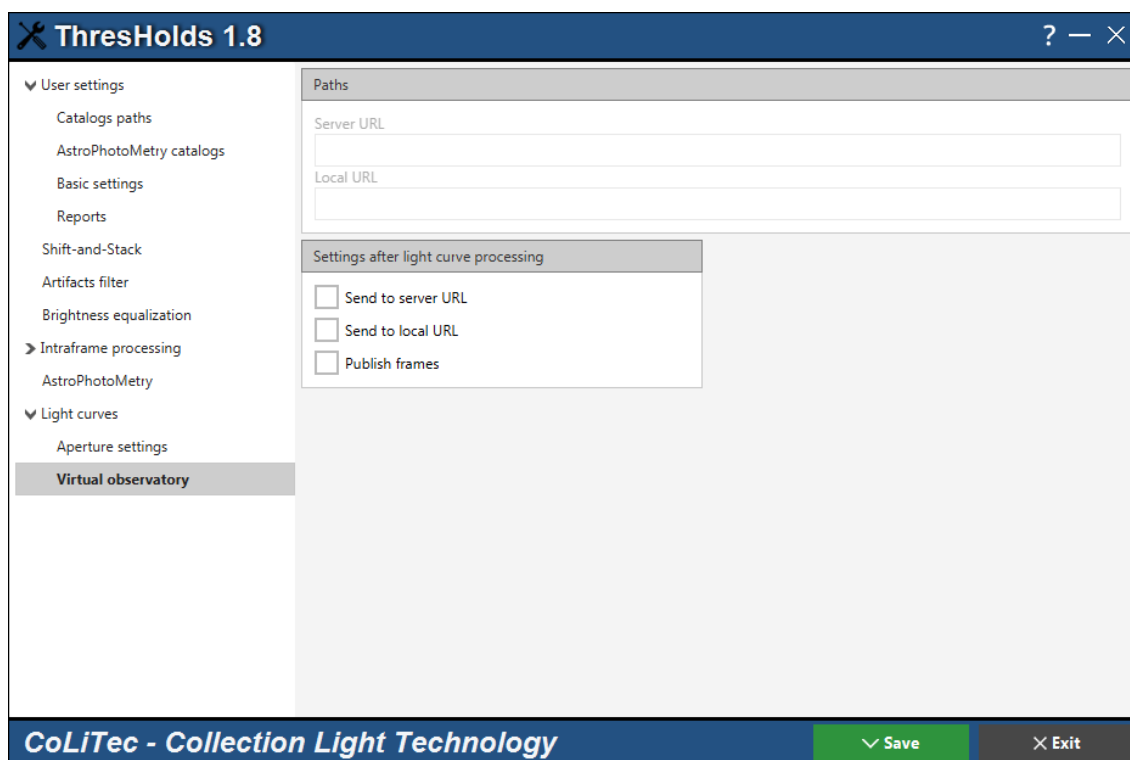 ThresHolds 1.8
?
User settings
Catalogs paths
AstroPhotoMetry catalogs
Basic settings
Reports
Shift-and-Stack
Artifacts filter
Brightness equalization
Intraframe processing
AstroPhotoMetry
Light curves
Aperture settings
Virtual observatory
Paths
Server URL
Local URL
Settings after light curve processing
Send to server URL
Send to local URL
Publish frames
CoLiTec - Collection Light Technology
Save
Exit